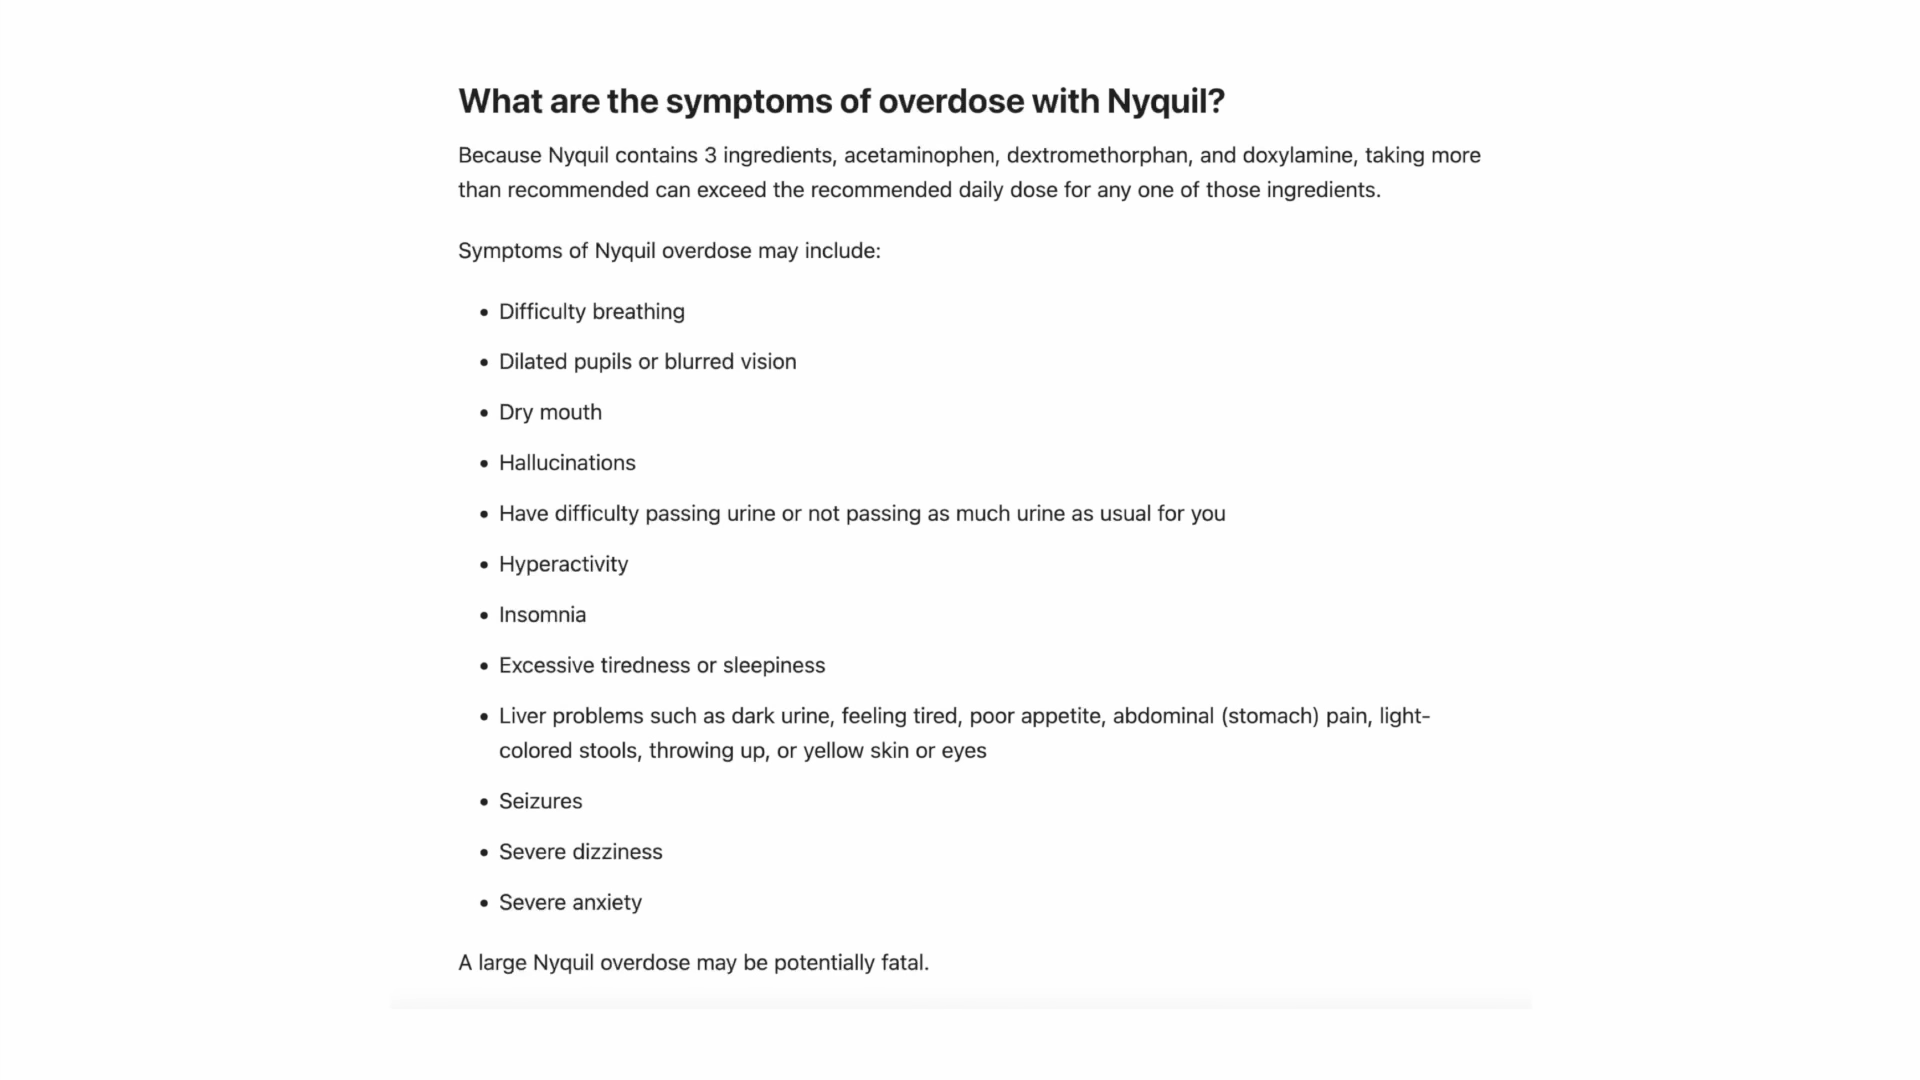 What are the symptoms of overdose with Nyquil?
Because Nyquil contains 3 ingredients, acetaminophen, dextromethorphan, and doxylamine, taking more
than recommended can exceed the recommended daily dose for any one of those ingredients.
Symptoms of Nyquil overdose may include:
• Difficulty breathing
• Dilated pupils or blurred vision
• Dry mouth
• Hallucinations
• Have difficulty passing urine or not passing as much urine as usual for you
• Hyperactivity
• Insomnia
• Excessive tiredness or sleepiness
• Liver problems such as dark urine, feeling tired, poor appetite, abdominal (stomach) pain, light-
colored stools, throwing up, or yellow skin or eyes
• Seizures
• Severe dizziness
• Severe anxiety
A large Nyquil overdose may be potentially fatal.